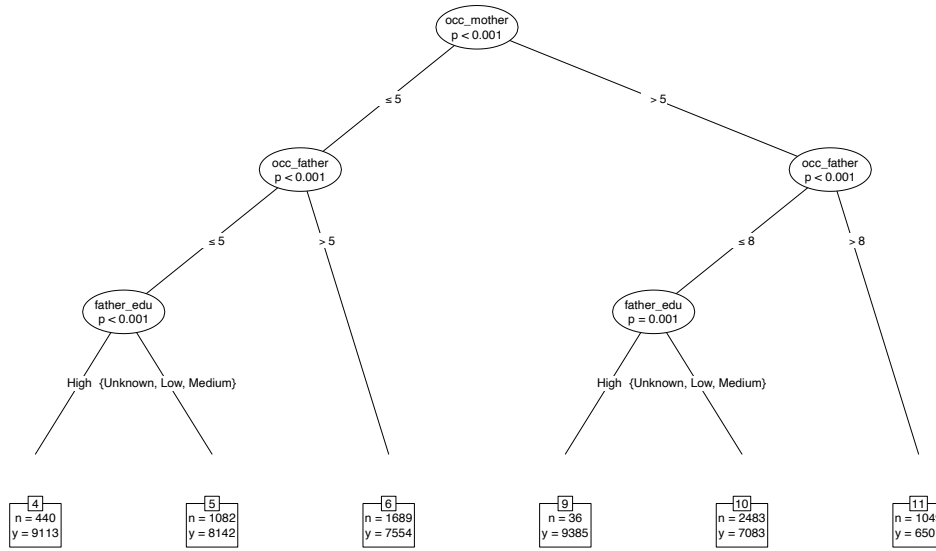 occ_mother
p < 0.001
≤ 5
> 5
occ_father
p < 0.001
occ_father
p < 0.001
≤ 5
> 5
≤ 8
> 8
father_edu
p < 0.001
father_edu
p = 0.001
High {Unknown, Low, Medium}
High {Unknown, Low, Medium}
4
n = 440
y = 9113
5
n = 1082
y = 8142
6
n = 1689
y = 7554
9
n = 36
y = 9385
10
n = 2483
y = 7083
11
n =
y =